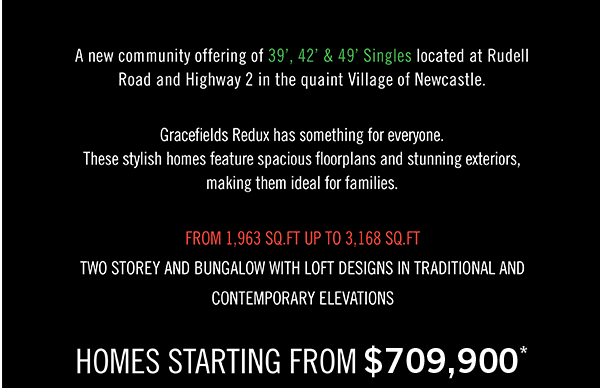 A new community offering of 39’, 42’ & 49’ Singles located at Rudell
Road and Highway 2 in the quaint Village of Newcastle.
Gracefields Redux has something for everyone.
These stylish homes feature spacious floorplans and stunning exteriors,
making them ideal for families.
FROM 1,963 SQ.FT UP TO 3,168 SQ.FT
TWO STOREY AND BUNGALOW WITH LOFT DESIGNS IN TRADITIONAL AND
CONTEMPORARY ELEVATIONS
HOMES STARTING FROM $709,900*